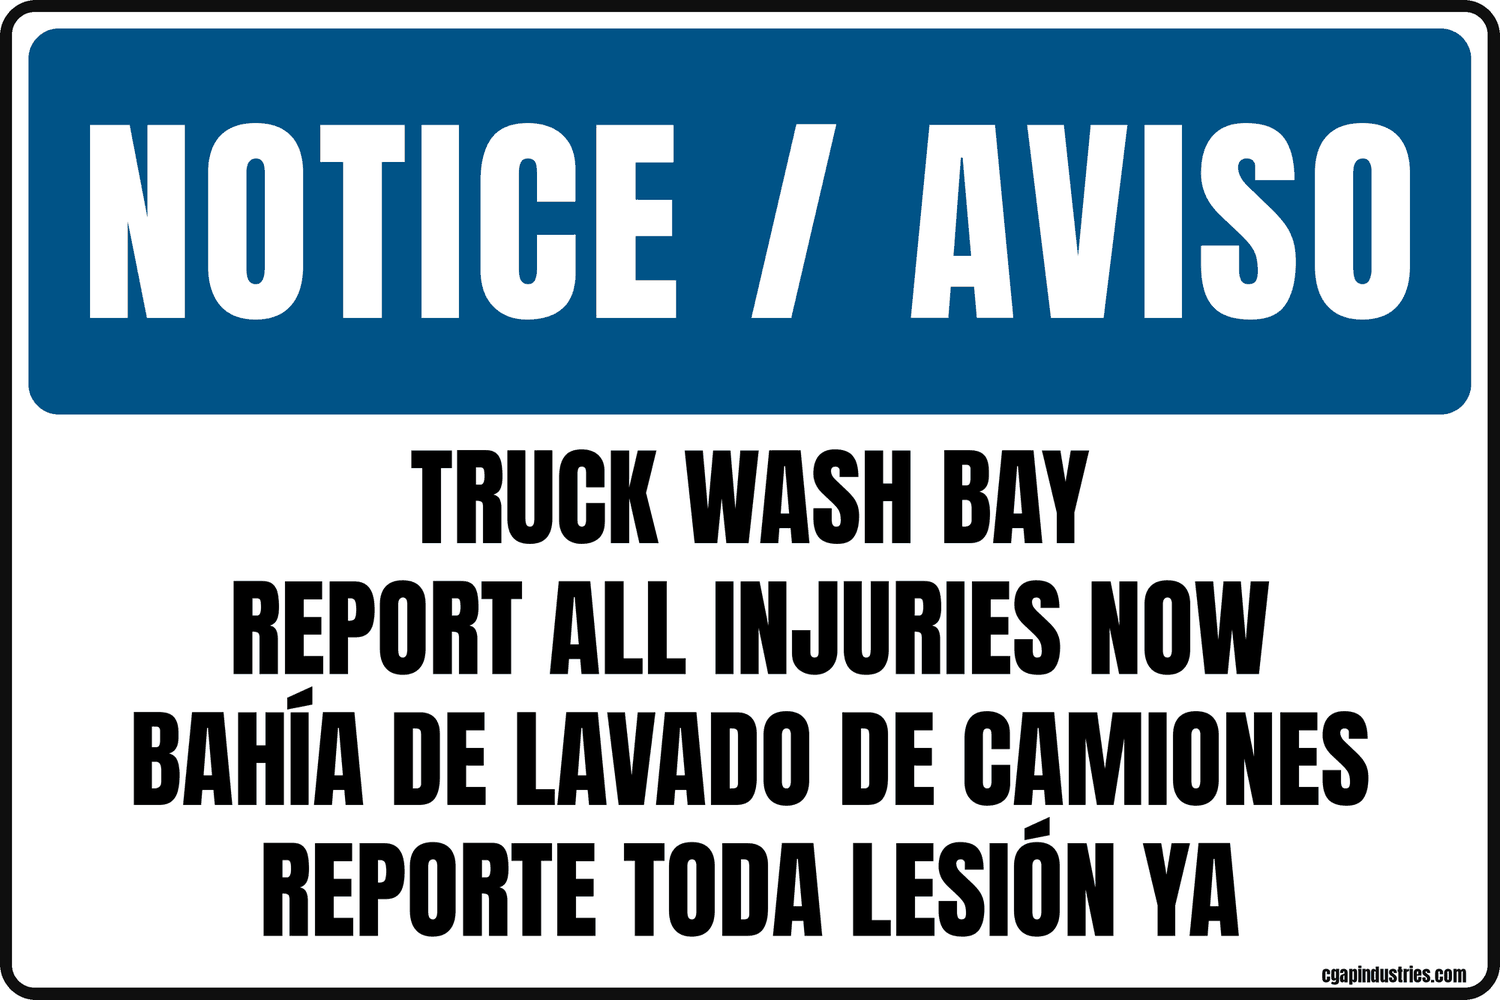 NOTICE / AVISO
TRUCK WASH BAY
REPORT ALL INJURIES NOW
BAHÍA DE LAVADO DE CAMIONES
REPORTE TODA LESIÓN YA
cgapindustries.com